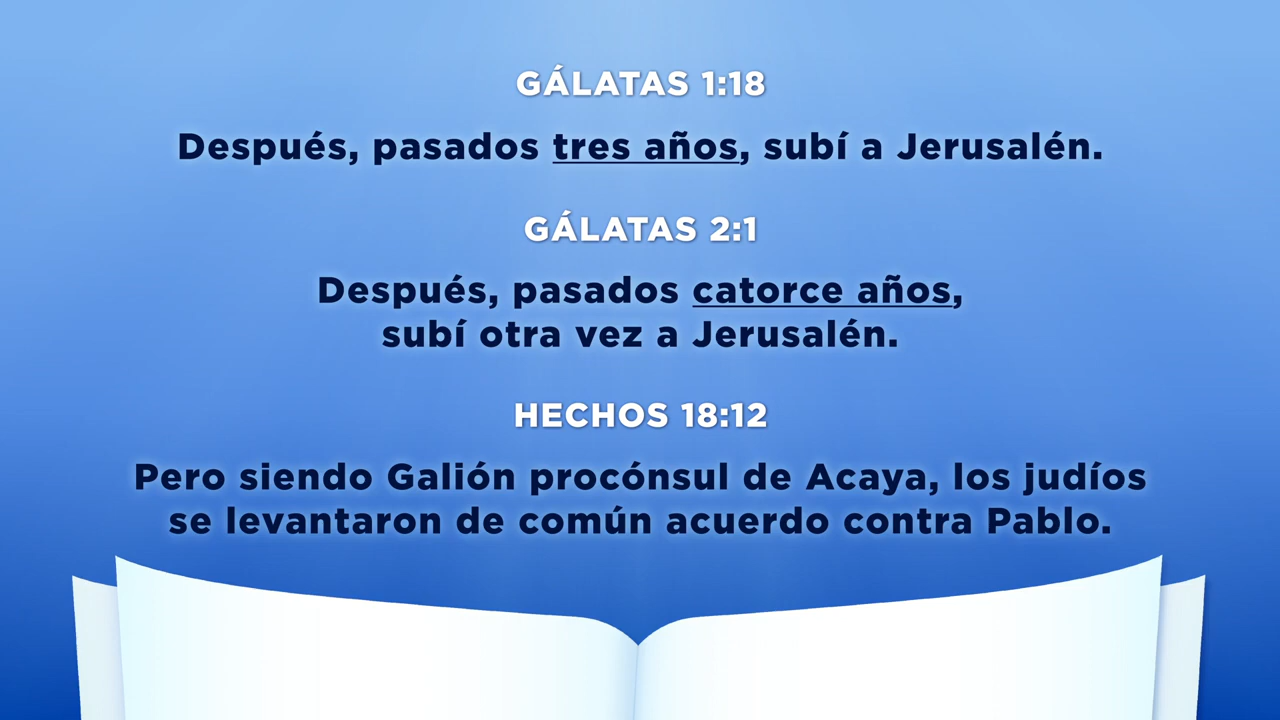 GÁLATAS 1:18
Después, pasados tres años, subí a Jerusalén.
GÁLATAS 2:1
Después, pasados catorce años,
subí otra vez a Jerusalén.
HECHOS 18:12
Pero siendo Galión procónsul de Acaya, los judíos
se levantaron de común acuerdo contra Pablo.